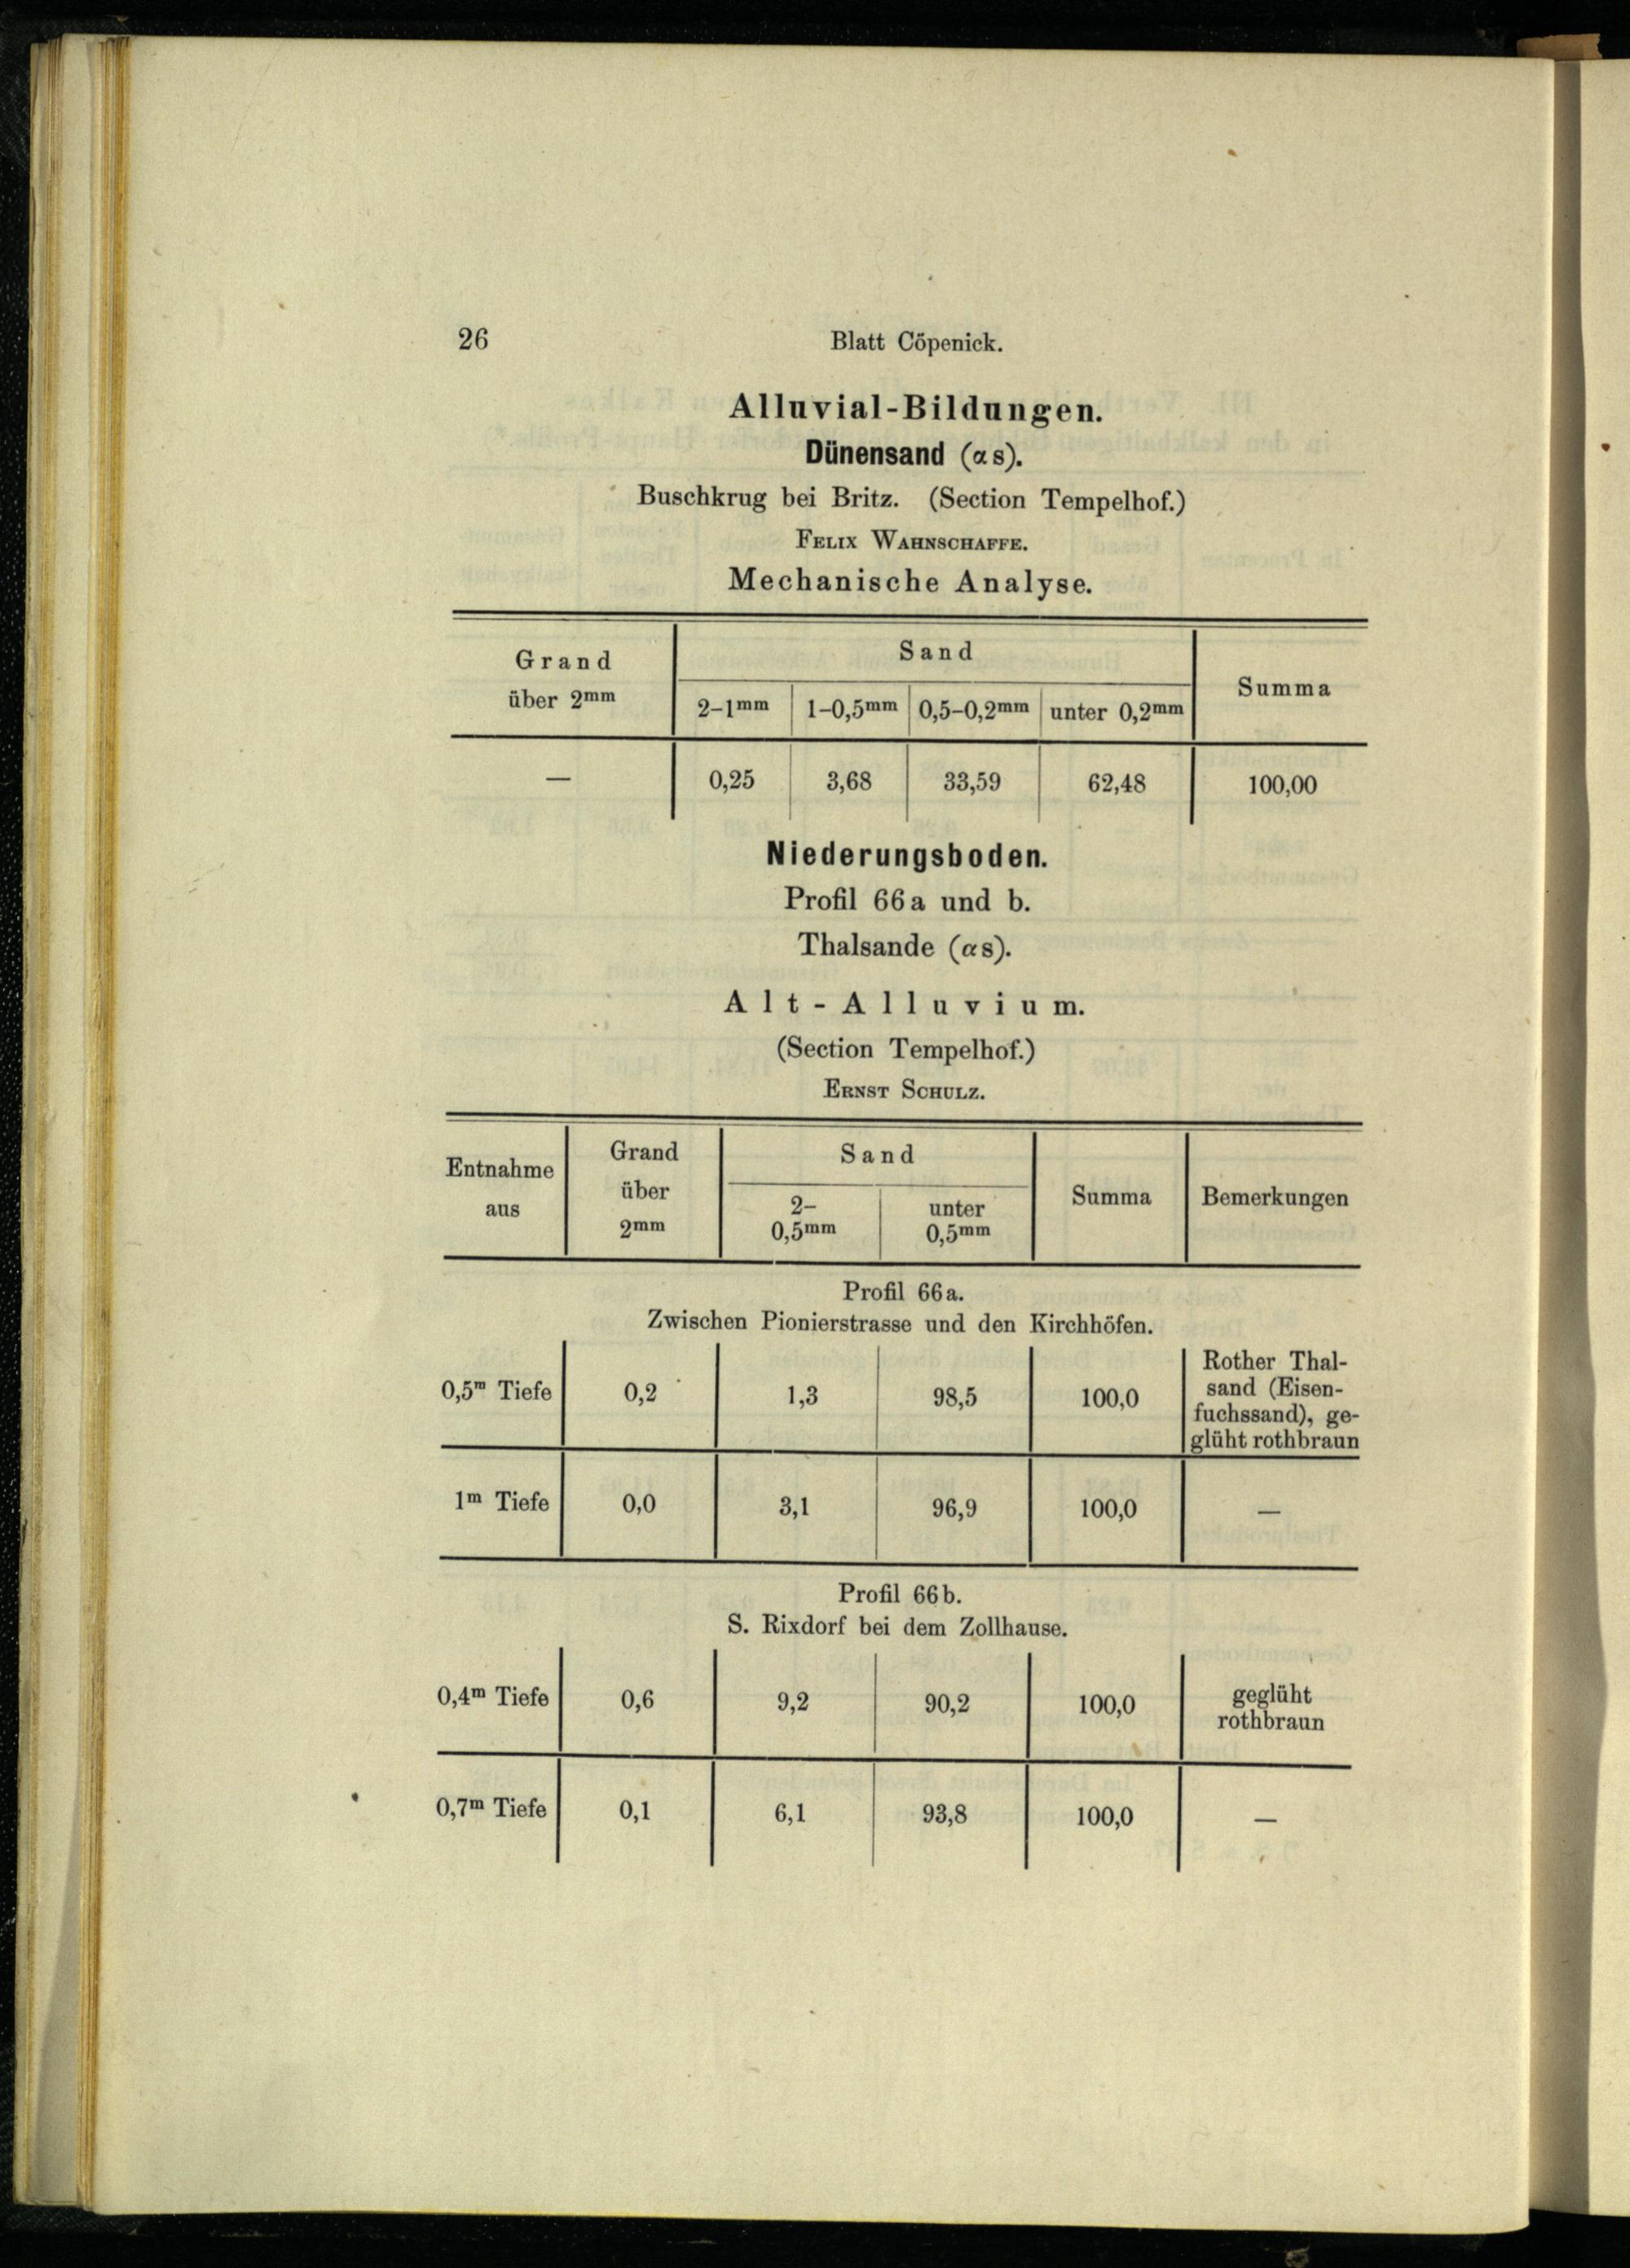 26
Blatt Cöpenick.
Alluvial-Bildungen.
Dünensand (αs).
Buschkrug bei Britz. (Section Tempelhof.)
Felix Wahnschaffe.
Mechanische Analyse.
Grand über 2mm | Sand | Summa
2–1mm | 1–0,5mm | 0,5–0,2mm | unter 0,2mm
— | 0,25 | 3,68 | 33,59 | 62,48 | 100,00
Niederungsboden.
Profil 66a und b.
Thalsande (αs).
Alt-Alluvium.
(Section Tempelhof.)
Ernst Schulz.
Entnahme aus | Grand über 2mm | Sand | Summa | Bemerkungen
2–0,5mm | unter 0,5mm
Profil 66a.
Zwischen Pionierstrasse und den Kirchhöfen.
0,5m Tiefe | 0,2 | 1,3 | 98,5 | 100,0 | Rother Thal-
sand (Eisen-
fuchssand), ge-
glüht rothbraun
1m Tiefe | 0,0 | 3,1 | 96,9 | 100,0 | —
Profil 66b.
S. Rixdorf bei dem Zollhause.
0,4m Tiefe | 0,6 | 9,2 | 90,2 | 100,0 | geglüht
rothbraun
0,7m Tiefe | 0,1 | 6,1 | 93,8 | 100,0 | —